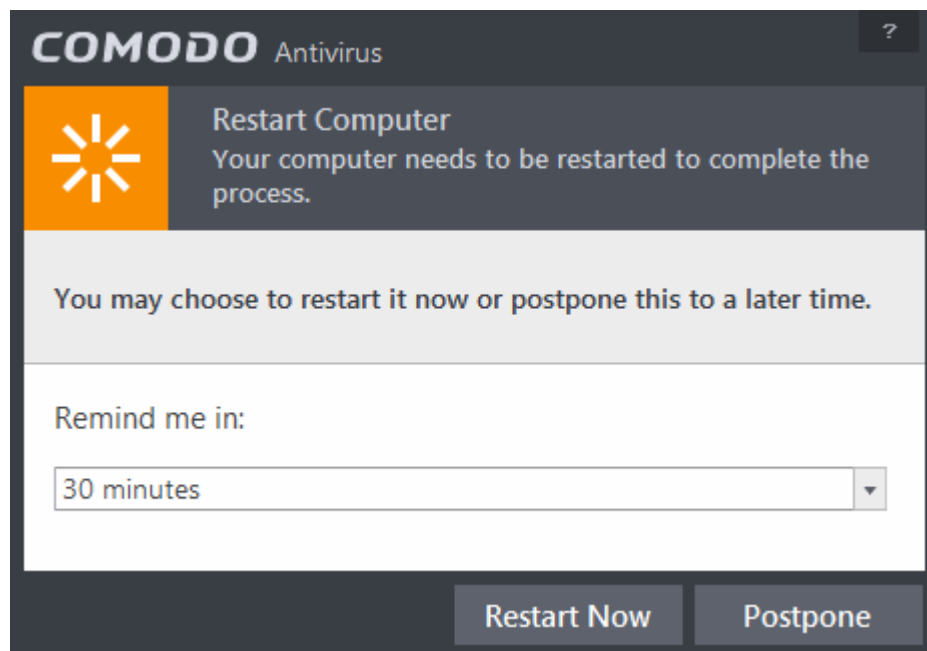 COMODO Antivirus
?
Restart Computer
Your computer needs to be restarted to complete the
process.
You may choose to restart it now or postpone this to a later time.
Remind me in:
30 minutes
Restart Now
Postpone